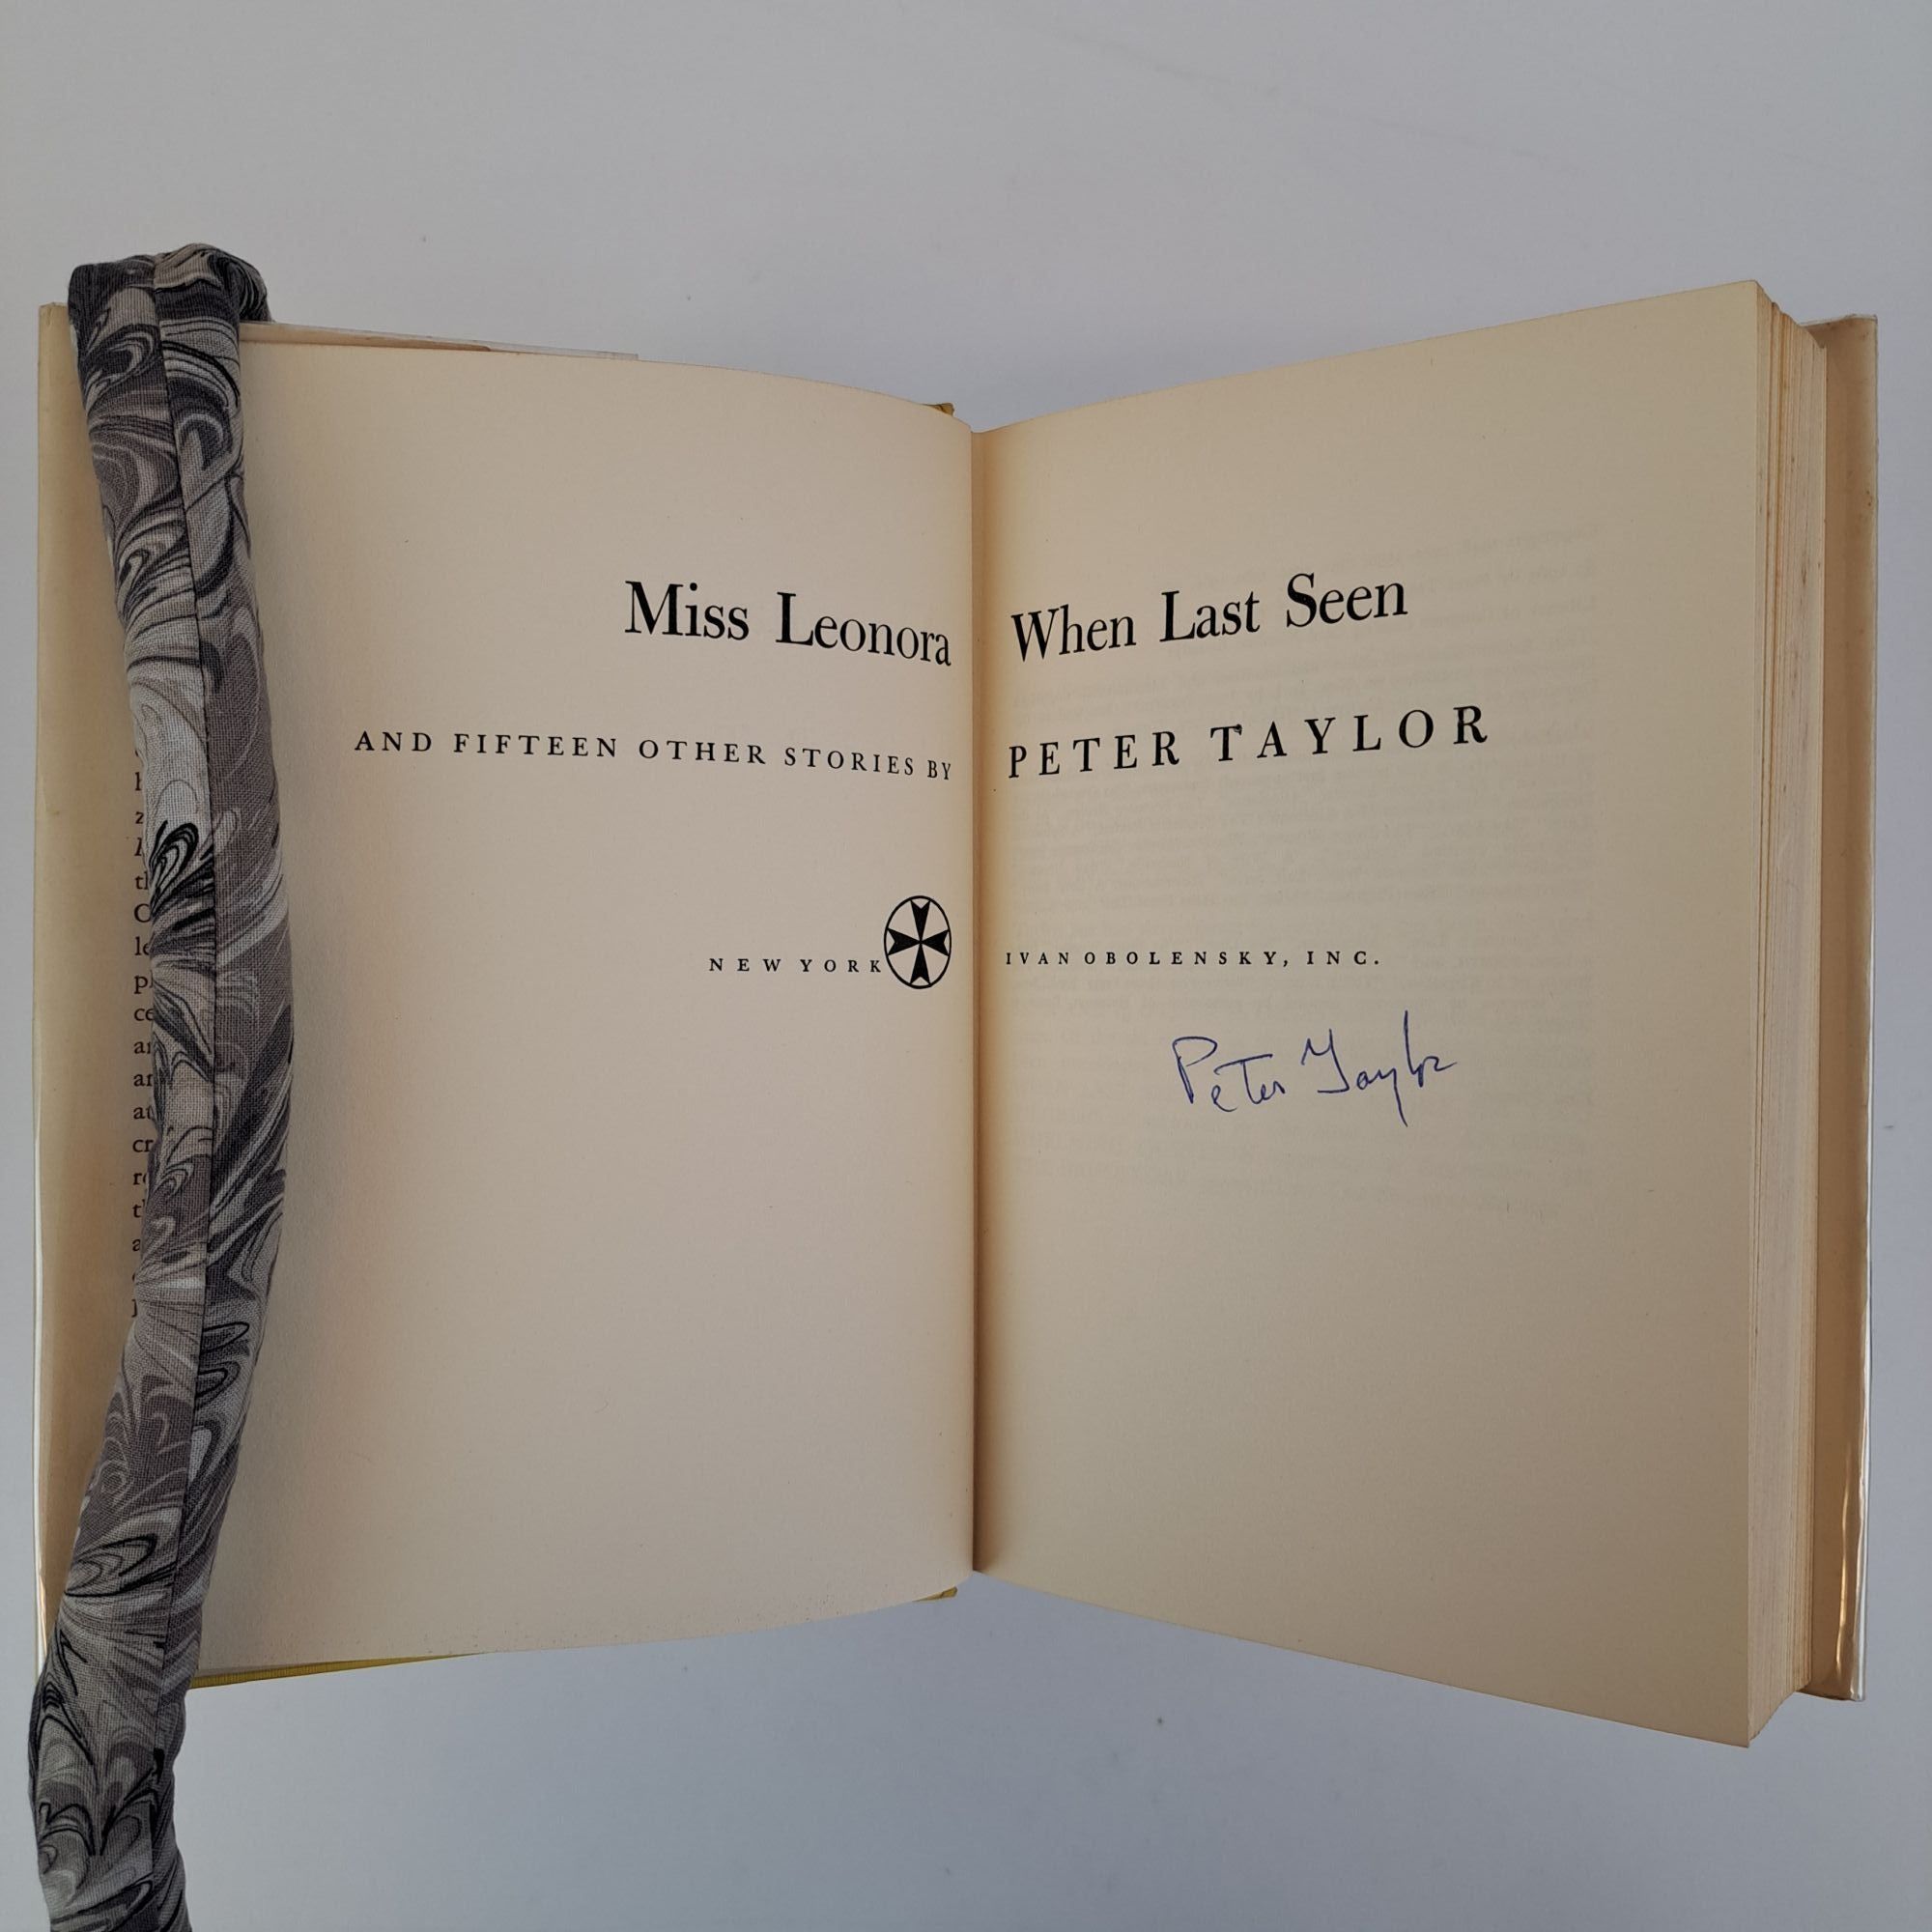 Miss Leonora When Last Seen
AND FIFTEEN OTHER STORIES BY PETER TAYLOR
NEW YORK IVAN OBOLENSKY, INC.
Peter Taylor